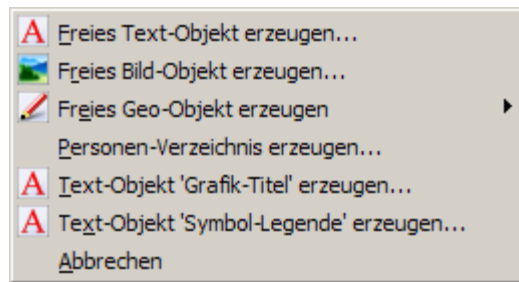 Freies Text-Objekt erzeugen...
Freies Bild-Objekt erzeugen...
Freies Geo-Objekt erzeugen
Personen-Verzeichnis erzeugen...
Text-Objekt 'Grafik-Titel' erzeugen...
Text-Objekt 'Symbol-Legende' erzeugen...
Abbrechen